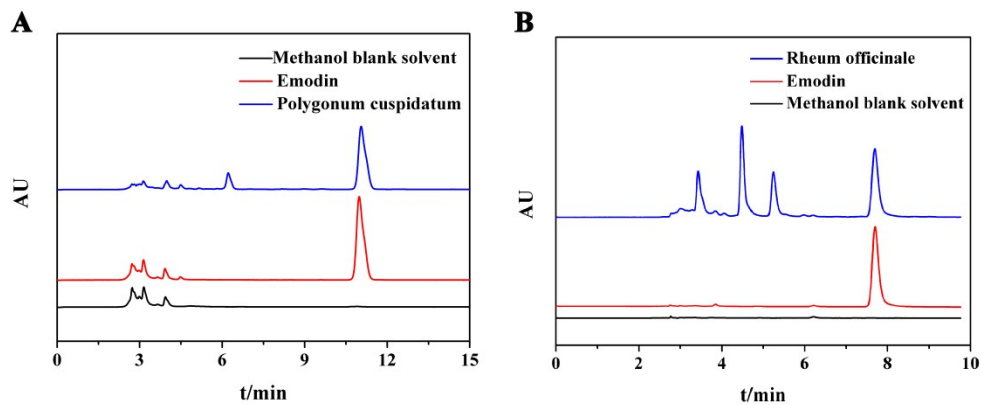 A
Methanol blank solvent
Emodin
Polygonum cuspidatum
AU
0 3 6 9 12 15
t/min
B
Rheum officinale
Emodin
Methanol blank solvent
AU
0 2 4 6 8 10
t/min